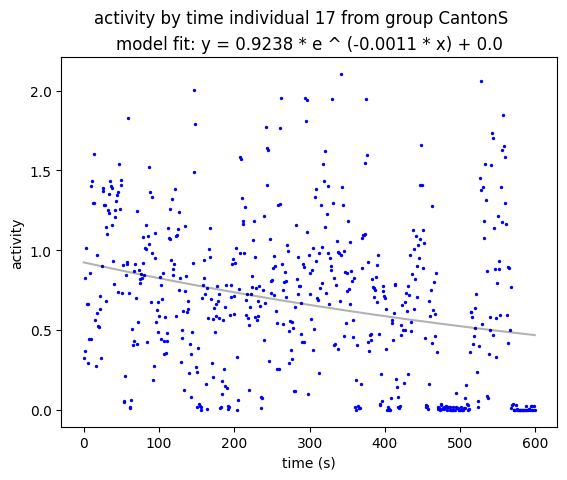 activity by time individual 17 from group CantonS
model fit: y = 0.9238 * e ^ (-0.0011 * x) + 0.0
2.0
1.5
1.0
0.5
0.0
activity
0 100 200 300 400 500 600
time (s)